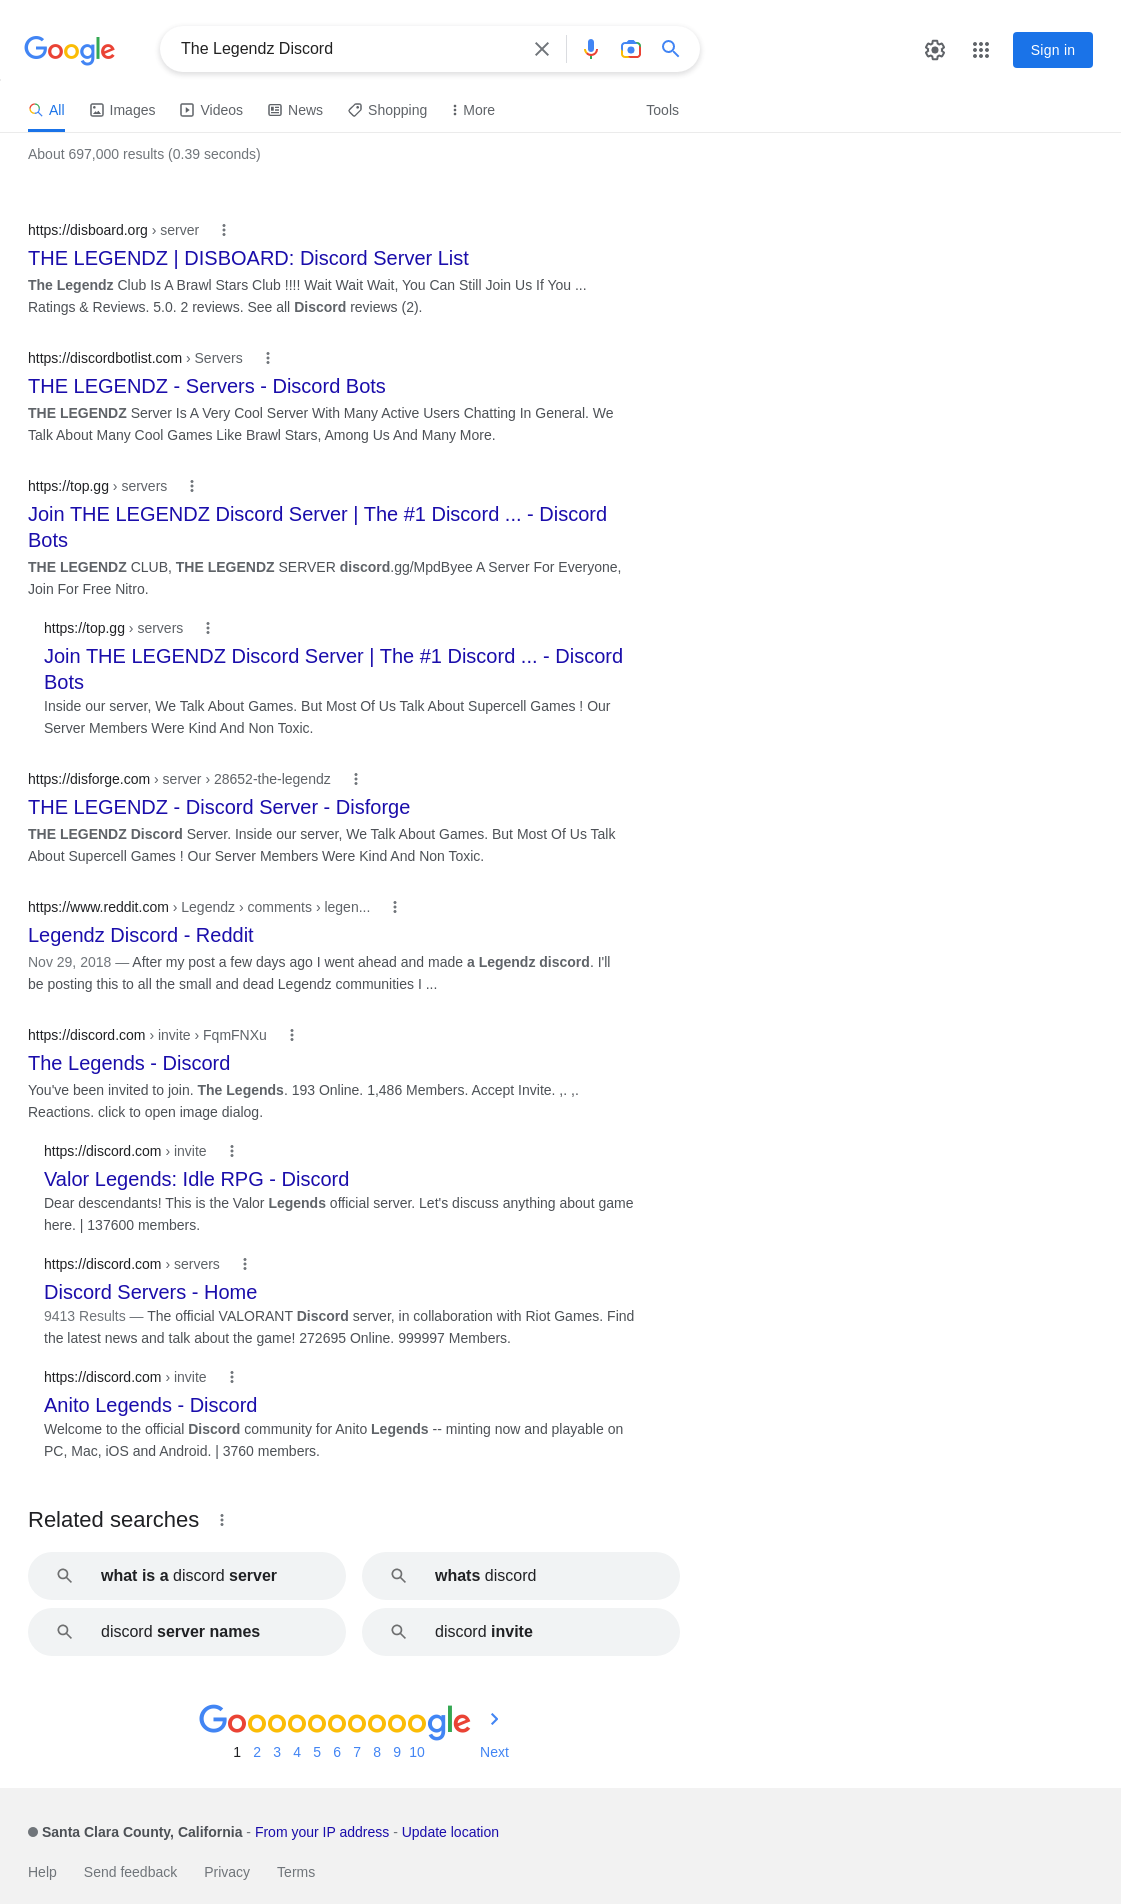 Google
The Legendz Discord
Sign in
All
Images
Videos
News
Shopping
More
Tools
About 697,000 results (0.39 seconds)
https://disboard.org › server
THE LEGENDZ | DISBOARD: Discord Server List
The Legendz Club Is A Brawl Stars Club !!!! Wait Wait Wait, You Can Still Join Us If You ...
Ratings & Reviews. 5.0. 2 reviews. See all Discord reviews (2).
https://discordbotlist.com › Servers
THE LEGENDZ - Servers - Discord Bots
THE LEGENDZ Server Is A Very Cool Server With Many Active Users Chatting In General. We
Talk About Many Cool Games Like Brawl Stars, Among Us And Many More.
https://top.gg › servers
Join THE LEGENDZ Discord Server | The #1 Discord ... - Discord
Bots
THE LEGENDZ CLUB, THE LEGENDZ SERVER discord.gg/MpdByee A Server For Everyone,
Join For Free Nitro.
https://top.gg › servers
Join THE LEGENDZ Discord Server | The #1 Discord ... - Discord
Bots
Inside our server, We Talk About Games. But Most Of Us Talk About Supercell Games ! Our
Server Members Were Kind And Non Toxic.
https://disforge.com › server › 28652-the-legendz
THE LEGENDZ - Discord Server - Disforge
THE LEGENDZ Discord Server. Inside our server, We Talk About Games. But Most Of Us Talk
About Supercell Games ! Our Server Members Were Kind And Non Toxic.
https://www.reddit.com › Legendz › comments › legen...
Legendz Discord - Reddit
Nov 29, 2018 — After my post a few days ago I went ahead and made a Legendz discord. I'll
be posting this to all the small and dead Legendz communities I ...
https://discord.com › invite › FqmFNXu
The Legends - Discord
You've been invited to join. The Legends. 193 Online. 1,486 Members. Accept Invite. ,. ,.
Reactions. click to open image dialog.
https://discord.com › invite
Valor Legends: Idle RPG - Discord
Dear descendants! This is the Valor Legends official server. Let's discuss anything about game
here. | 137600 members.
https://discord.com › servers
Discord Servers - Home
9413 Results — The official VALORANT Discord server, in collaboration with Riot Games. Find
the latest news and talk about the game! 272695 Online. 999997 Members.
https://discord.com › invite
Anito Legends - Discord
Welcome to the official Discord community for Anito Legends -- minting now and playable on
PC, Mac, iOS and Android. | 3760 members.
Related searches
what is a discord server
whats discord
discord server names
discord invite
Goooooooooogle
1 2 3 4 5 6 7 8 9 10 Next
Santa Clara County, California - From your IP address - Update location
Help Send feedback Privacy Terms